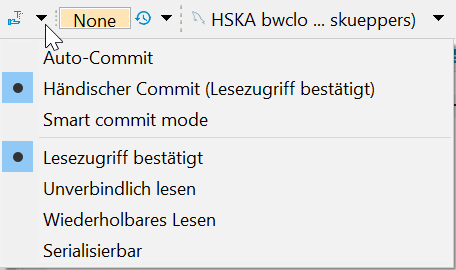 None
HSKA bwclo ... skueppers)
Auto-Commit
Händischer Commit (Lesezugriff bestätigt)
Smart commit mode
Lesezugriff bestätigt
Unverbindlich lesen
Wiederholbares Lesen
Serialisierbar